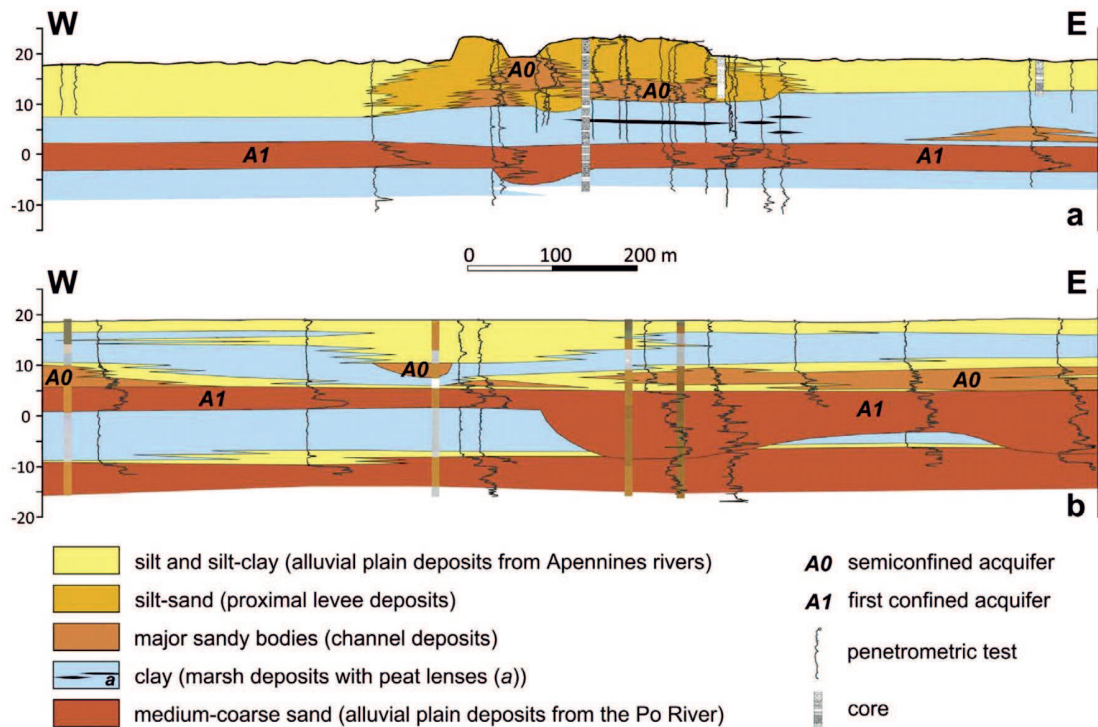 W E
20
10
0
-10
A0
A0
A1
A1
a
0 100 200 m
W E
20
10
0
-10
-20
A0
A0
A0
A1
A1
b
silt and silt-clay (alluvial plain deposits from Apennines rivers)
silt-sand (proximal levee deposits)
major sandy bodies (channel deposits)
a clay (marsh deposits with peat lenses (a))
medium-coarse sand (alluvial plain deposits from the Po River)
A0 semiconfined acquifer
A1 first confined acquifer
penetrometric test
core